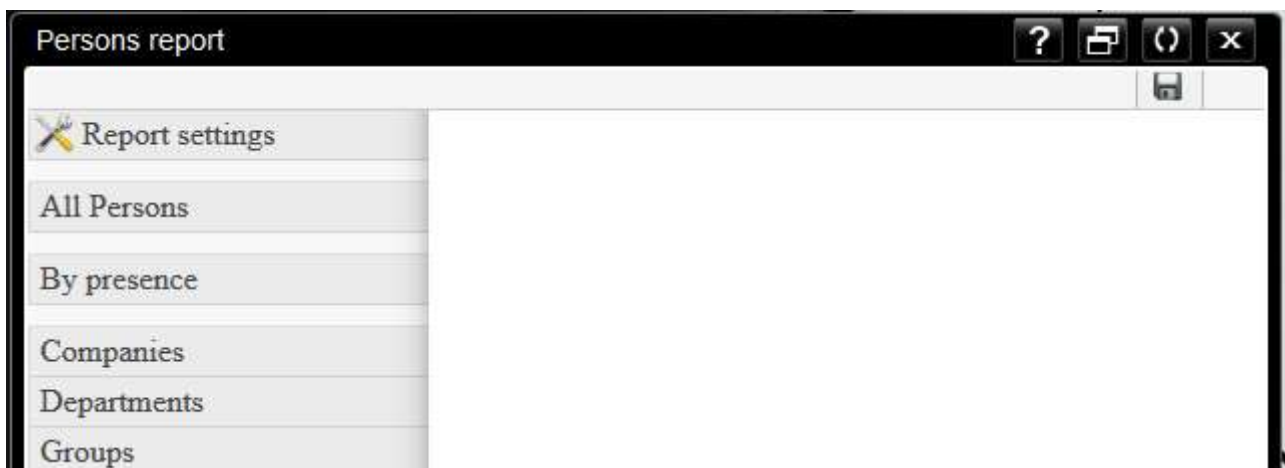 Persons report
Report settings
All Persons
By presence
Companies
Departments
Groups